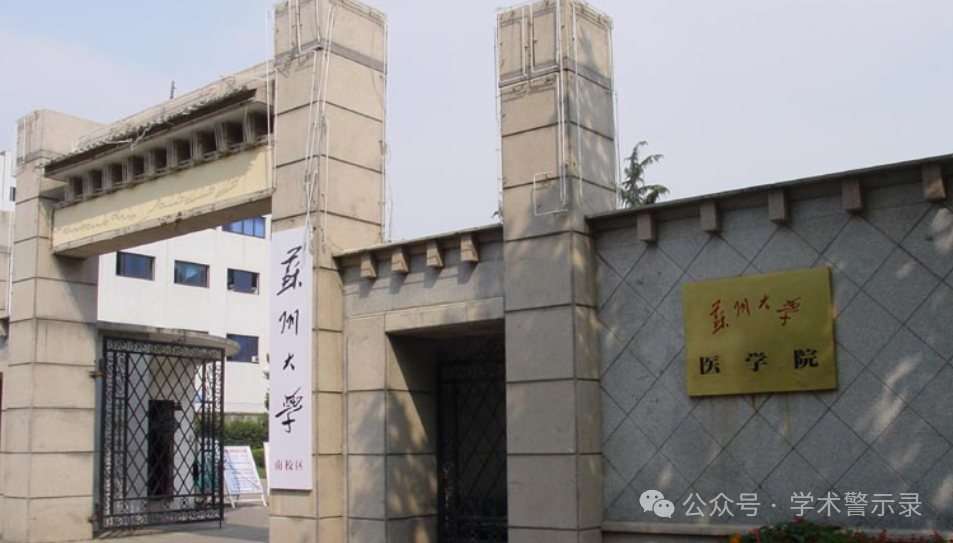 蘇州大學
南校区
蘇州大學
医学院
公众号 · 学术警示录